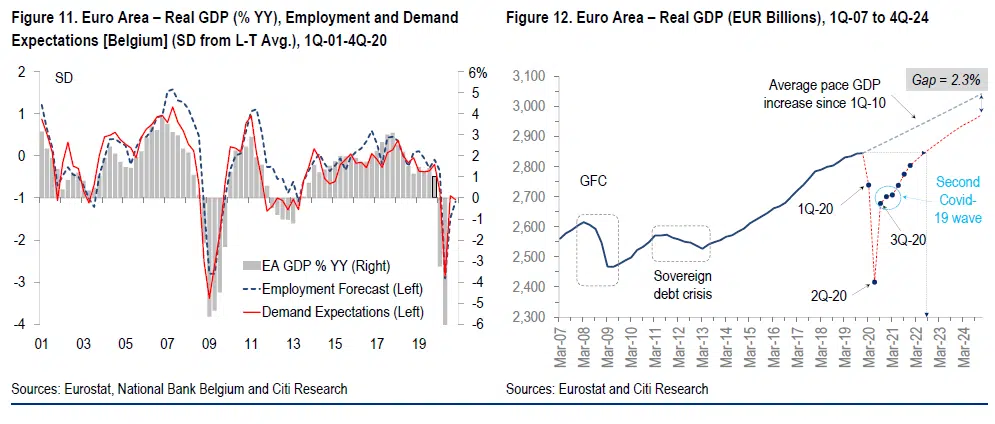 Figure 11. Euro Area – Real GDP (% YY), Employment and Demand
Expectations [Belgium] (SD from L-T Avg.), 1Q-01-4Q-20
2
1
0
-1
-2
-3
-4
SD
6%
5
4
3
2
1
0
-1
-2
-3
-4
-5
-6
EA GDP % YY (Right)
Employment Forecast (Left)
Demand Expectations (Left)
01 03 05 07 09 11 13 15 17 19
Sources: Eurostat, National Bank Belgium and Citi Research
Figure 12. Euro Area – Real GDP (EUR Billions), 1Q-07 to 4Q-24
3,100
3,000
2,900
2,800
2,700
2,600
2,500
2,400
2,300
Gap = 2.3%
Average pace GDP
increase since 1Q-10
GFC
Sovereign
debt crisis
1Q-20
2Q-20
3Q-20
Second
Covid-
19 wave
Mar-07
Mar-08
Mar-09
Mar-10
Mar-11
Mar-12
Mar-13
Mar-14
Mar-15
Mar-16
Mar-17
Mar-18
Mar-19
Mar-20
Mar-21
Mar-22
Mar-23
Mar-24
Sources: Eurostat and Citi Research